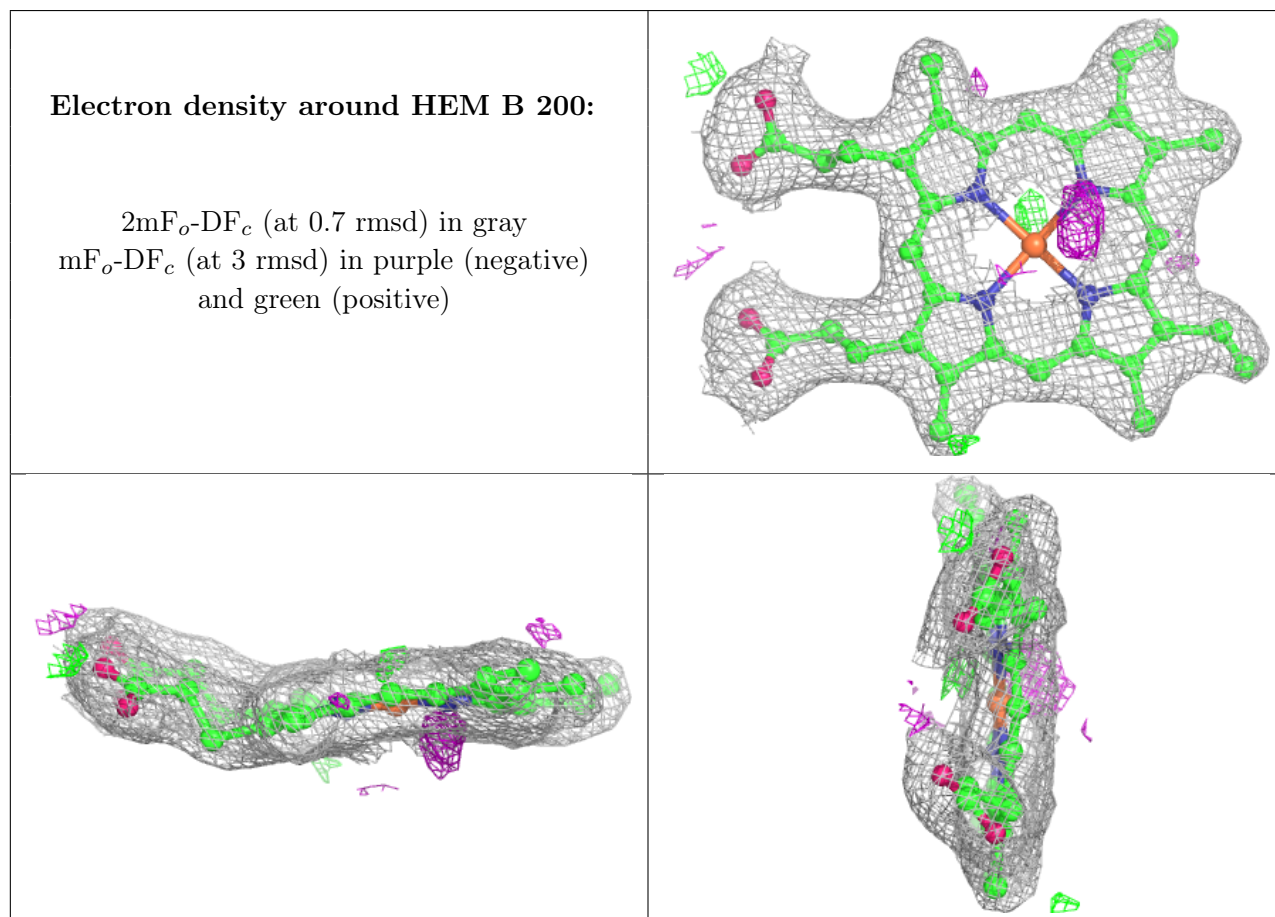 Electron density around HEM B 200:
2mFo-DFc (at 0.7 rmsd) in gray
mFo-DFc (at 3 rmsd) in purple (negative)
and green (positive)